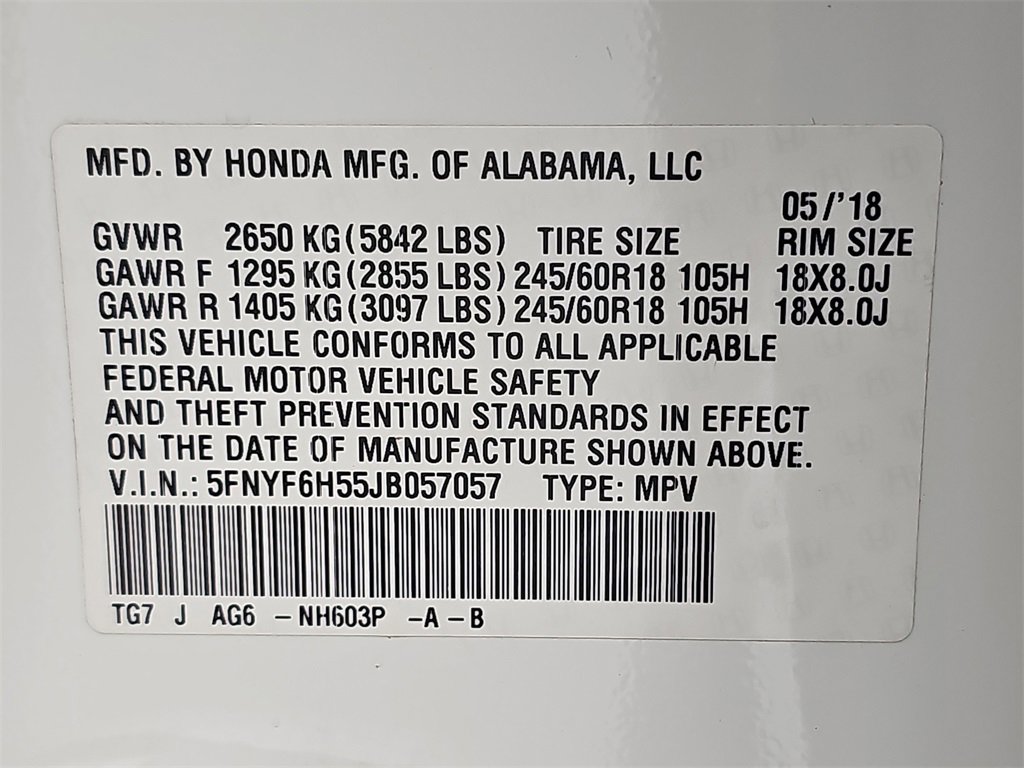 MFD. BY HONDA MFG. OF ALABAMA, LLC
05/'18
GVWR 2650 KG (5842 LBS) TIRE SIZE RIM SIZE
GAWR F 1295 KG (2855 LBS) 245/60R18 105H 18X8.0J
GAWR R 1405 KG (3097 LBS) 245/60R18 105H 18X8.0J
THIS VEHICLE CONFORMS TO ALL APPLICABLE
FEDERAL MOTOR VEHICLE SAFETY
AND THEFT PREVENTION STANDARDS IN EFFECT
ON THE DATE OF MANUFACTURE SHOWN ABOVE.
V.I.N.: 5FNYF6H55JB057057 TYPE: MPV
TG7 J AG6 -NH603P -A-B